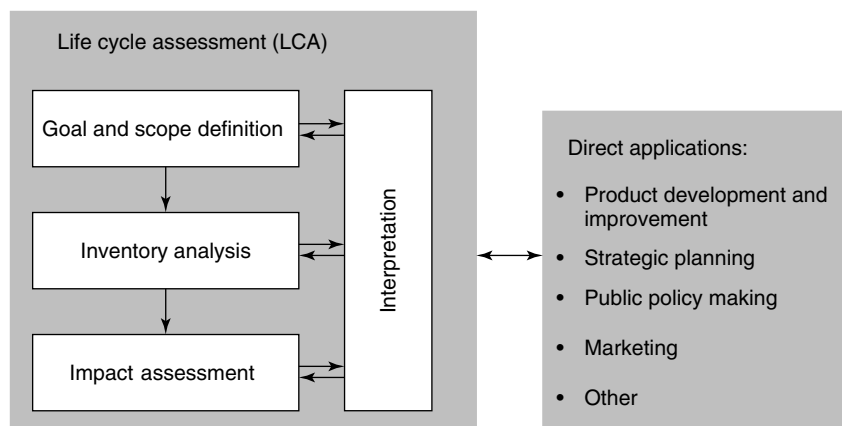 Life cycle assessment (LCA)
Goal and scope definition
Inventory analysis
Impact assessment
Interpretation
Direct applications:
• Product development and
improvement
• Strategic planning
• Public policy making
• Marketing
• Other